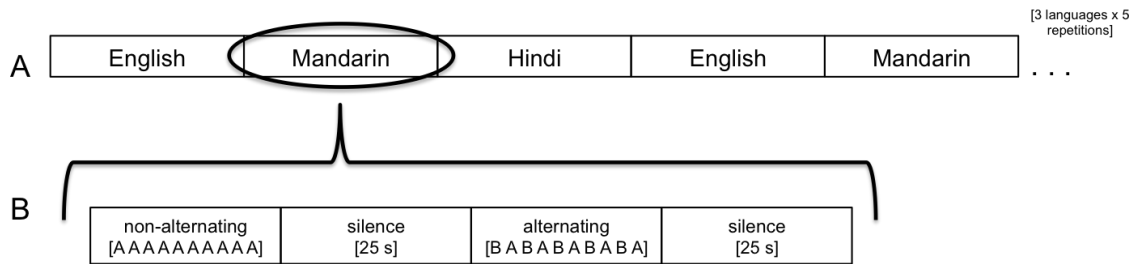 [3 languages x 5
repetitions]
A
English
Mandarin
Hindi
English
Mandarin
. . .
B
non-alternating
[A A A A A A A A A A]
silence
[25 s]
alternating
[B A B A B A B A B A]
silence
[25 s]